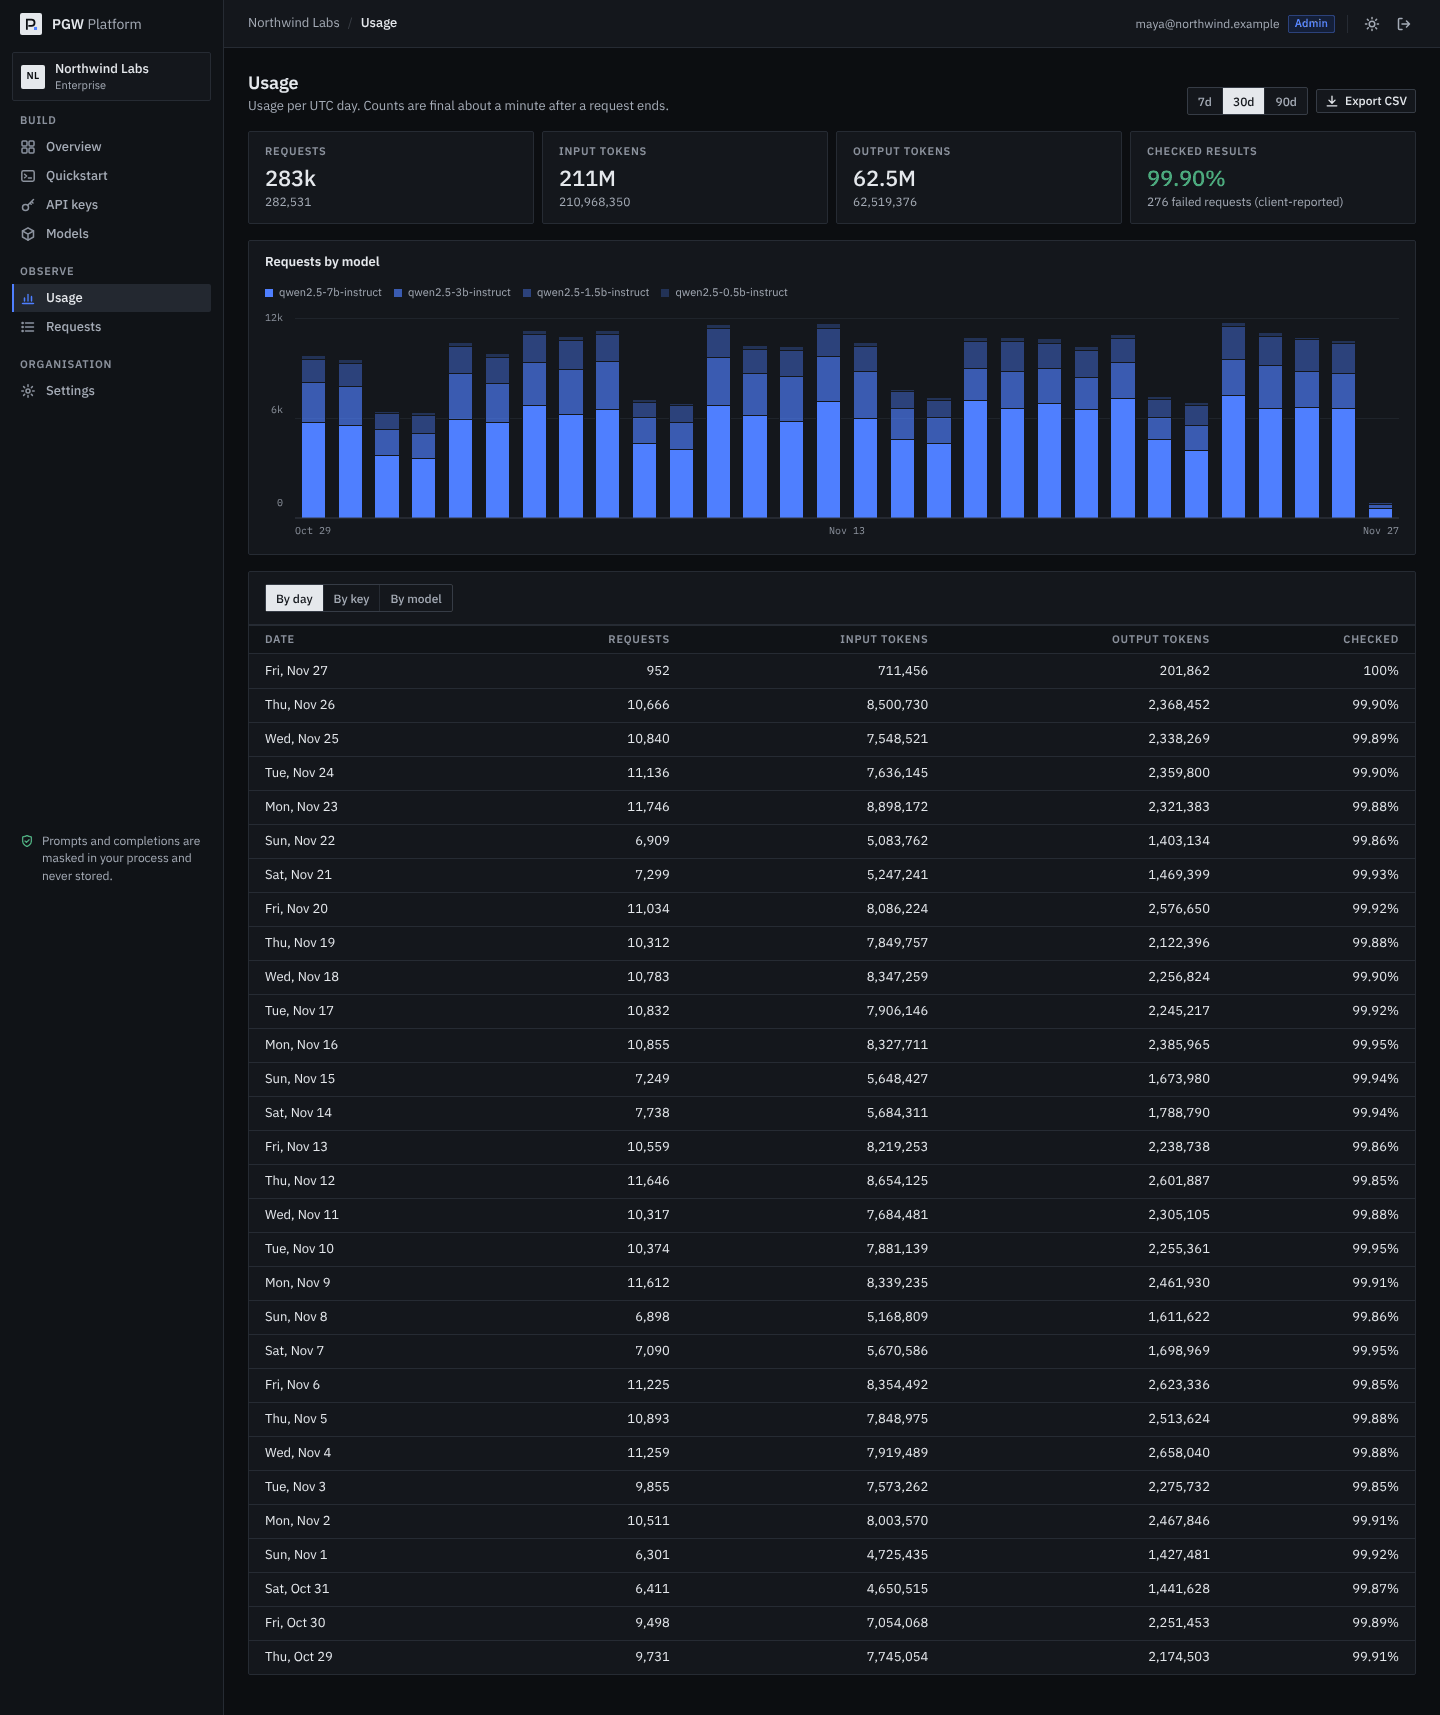 PGW Platform
NL
Northwind Labs
Enterprise
BUILD
Overview
Quickstart
API keys
Models
OBSERVE
Usage
Requests
ORGANISATION
Settings
Prompts and completions are
masked in your process and
never stored.
Northwind Labs / Usage
maya@northwind.example Admin
Usage
Usage per UTC day. Counts are final about a minute after a request ends.
7d 30d 90d Export CSV
REQUESTS
283k
282,531
INPUT TOKENS
211M
210,968,350
OUTPUT TOKENS
62.5M
62,519,376
CHECKED RESULTS
99.90%
276 failed requests (client-reported)
Requests by model
qwen2.5-7b-instruct qwen2.5-3b-instruct qwen2.5-1.5b-instruct qwen2.5-0.5b-instruct
12k
6k
0
Oct 29 Nov 13 Nov 27
By day By key By model
DATE REQUESTS INPUT TOKENS OUTPUT TOKENS CHECKED
Fri, Nov 27 952 711,456 201,862 100%
Thu, Nov 26 10,666 8,500,730 2,368,452 99.90%
Wed, Nov 25 10,840 7,548,521 2,338,269 99.89%
Tue, Nov 24 11,136 7,636,145 2,359,800 99.90%
Mon, Nov 23 11,746 8,898,172 2,321,383 99.88%
Sun, Nov 22 6,909 5,083,762 1,403,134 99.86%
Sat, Nov 21 7,299 5,247,241 1,469,399 99.93%
Fri, Nov 20 11,034 8,086,224 2,576,650 99.92%
Thu, Nov 19 10,312 7,849,757 2,122,396 99.88%
Wed, Nov 18 10,783 8,347,259 2,256,824 99.90%
Tue, Nov 17 10,832 7,906,146 2,245,217 99.92%
Mon, Nov 16 10,855 8,327,711 2,385,965 99.95%
Sun, Nov 15 7,249 5,648,427 1,673,980 99.94%
Sat, Nov 14 7,738 5,684,311 1,788,790 99.94%
Fri, Nov 13 10,559 8,219,253 2,238,738 99.86%
Thu, Nov 12 11,646 8,654,125 2,601,887 99.85%
Wed, Nov 11 10,317 7,684,481 2,305,105 99.88%
Tue, Nov 10 10,374 7,881,139 2,255,361 99.95%
Mon, Nov 9 11,612 8,339,235 2,461,930 99.91%
Sun, Nov 8 6,898 5,168,809 1,611,622 99.86%
Sat, Nov 7 7,090 5,670,586 1,698,969 99.95%
Fri, Nov 6 11,225 8,354,492 2,623,336 99.85%
Thu, Nov 5 10,893 7,848,975 2,513,624 99.88%
Wed, Nov 4 11,259 7,919,489 2,658,040 99.88%
Tue, Nov 3 9,855 7,573,262 2,275,732 99.85%
Mon, Nov 2 10,511 8,003,570 2,467,846 99.91%
Sun, Nov 1 6,301 4,725,435 1,427,481 99.92%
Sat, Oct 31 6,411 4,650,515 1,441,628 99.87%
Fri, Oct 30 9,498 7,054,068 2,251,453 99.89%
Thu, Oct 29 9,731 7,745,054 2,174,503 99.91%